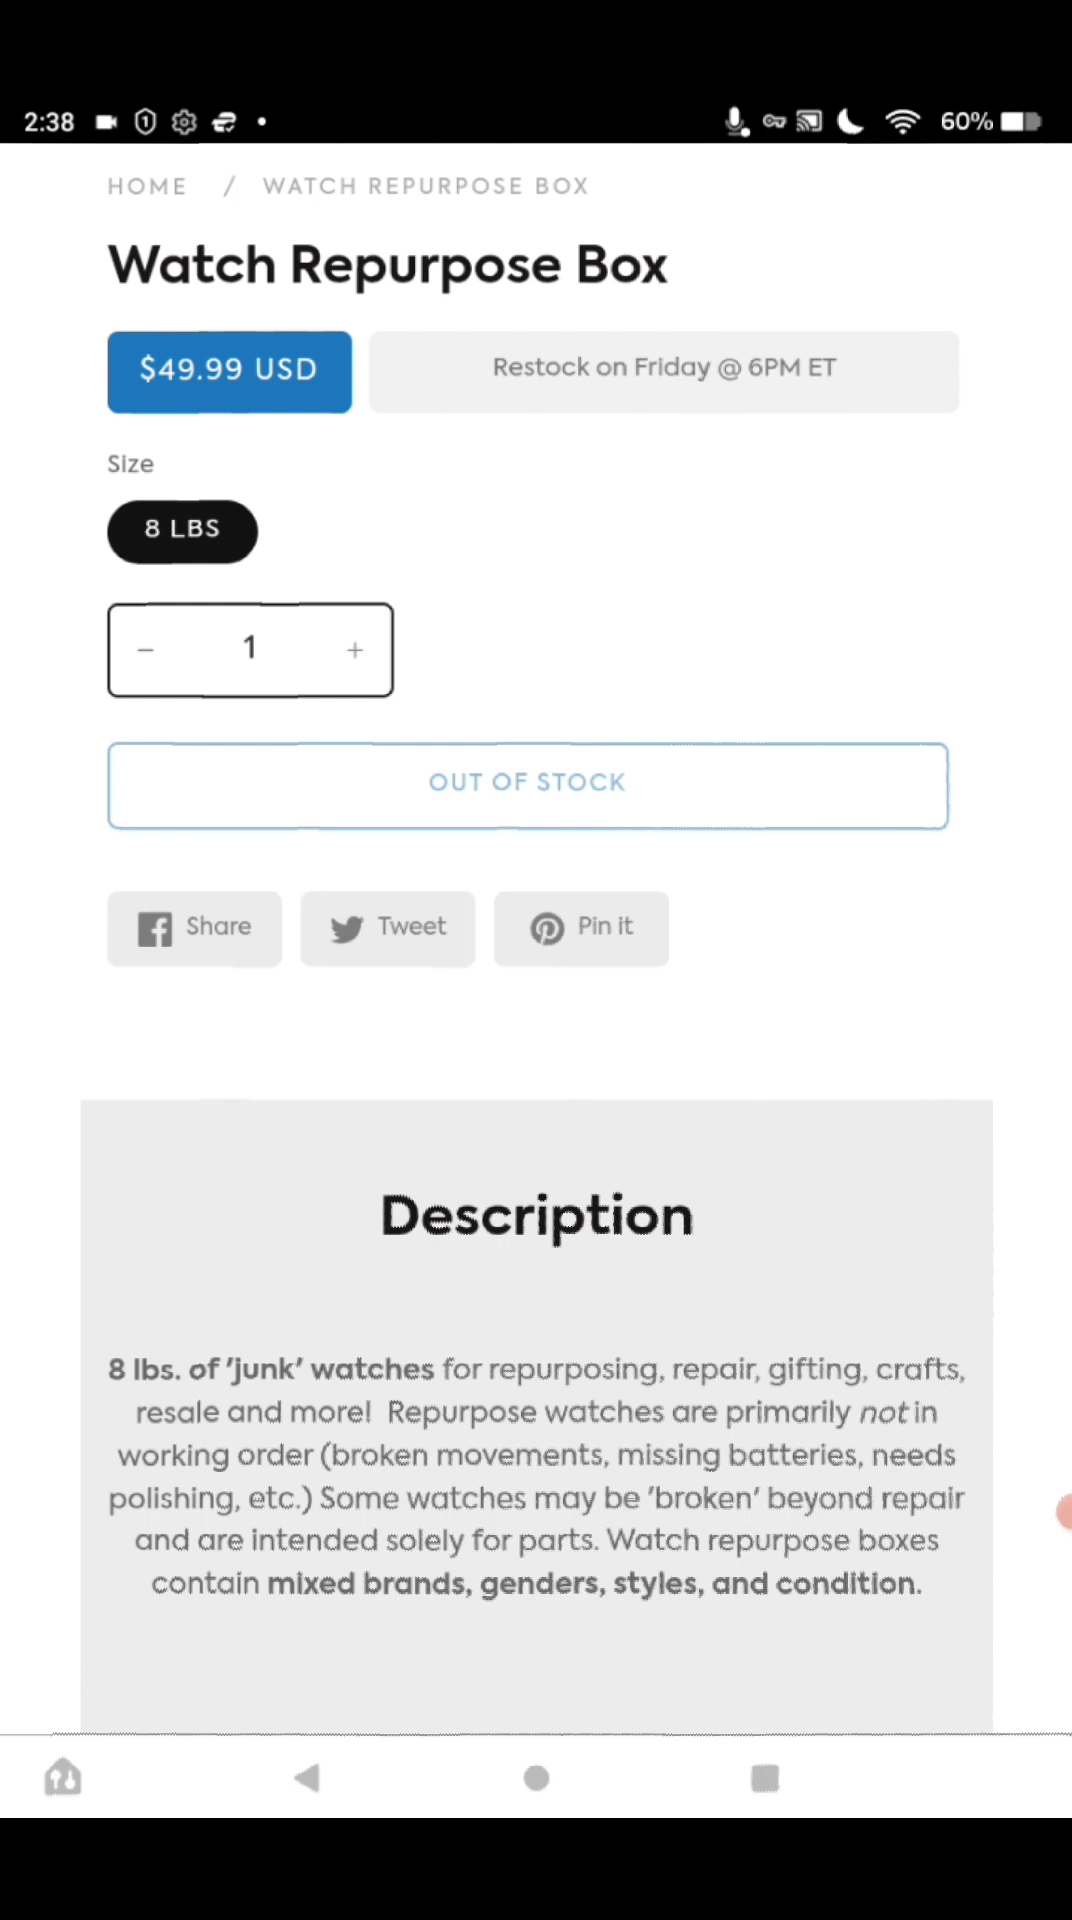 2:38
60%
HOME / WATCH REPURPOSE BOX
Watch Repurpose Box
$49.99 USD
Restock on Friday @ 6PM ET
Size
8 LBS
− 1 +
OUT OF STOCK
Share Tweet Pin it
Description
8 lbs. of 'junk' watches for repurposing, repair, gifting, crafts,
resale and more! Repurpose watches are primarily not in
working order (broken movements, missing batteries, needs
polishing, etc.) Some watches may be 'broken' beyond repair
and are intended solely for parts. Watch repurpose boxes
contain mixed brands, genders, styles, and condition.